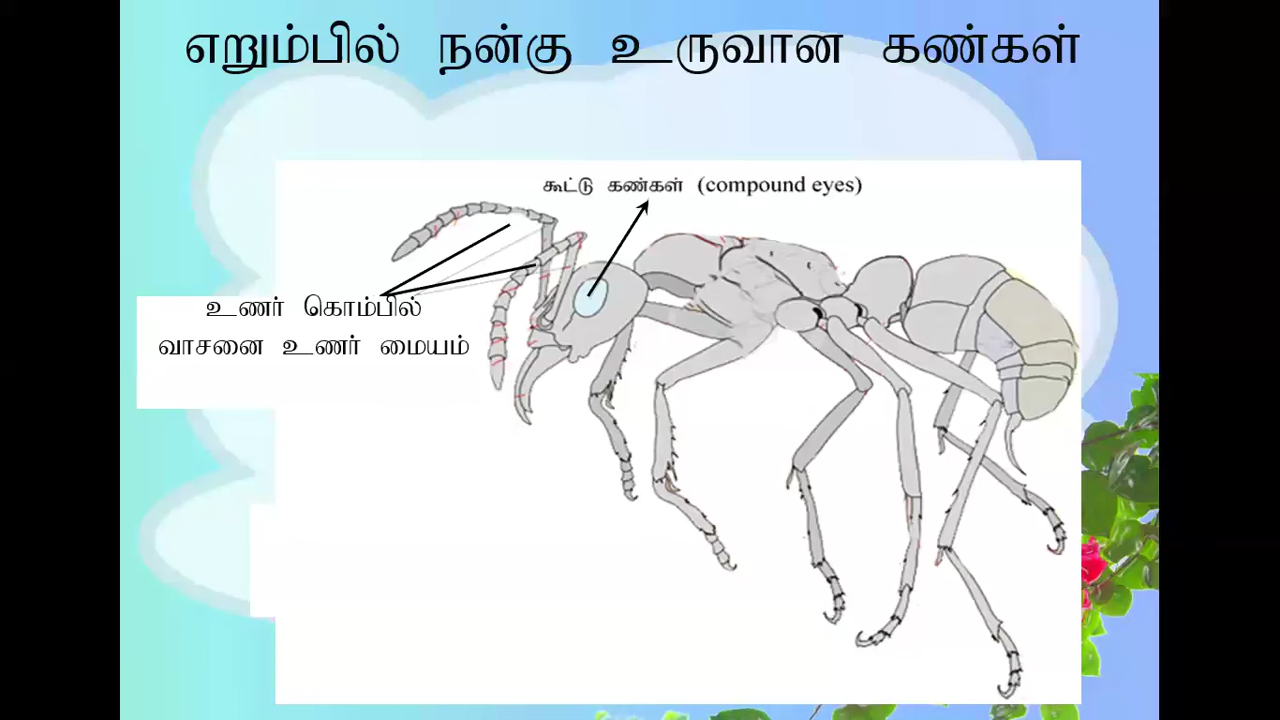 எறும்பில் நன்கு உருவான கண்கள்
கூட்டு கண்கள் (compound eyes)
உணர் கொம்பில்
வாசனை உணர் மையம்